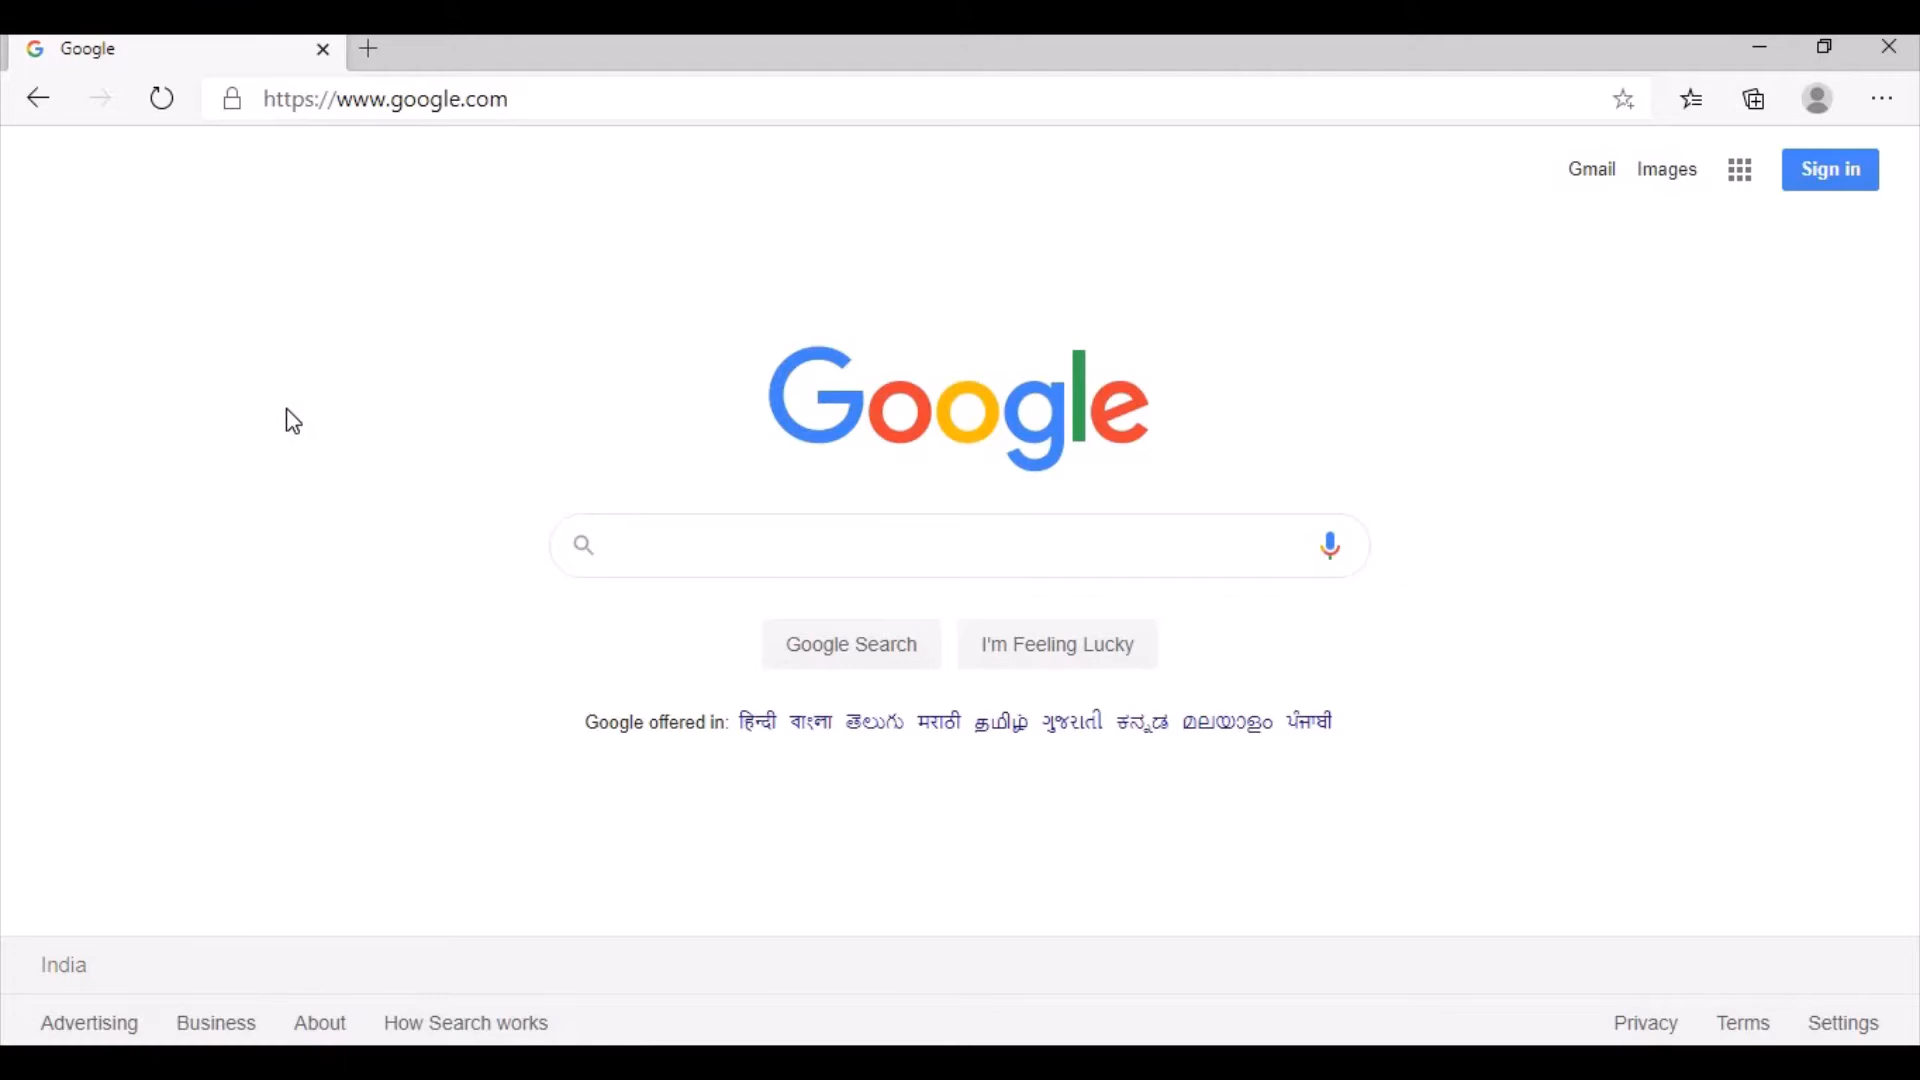 Google
https://www.google.com
Gmail Images Sign in
Google
Google Search I'm Feeling Lucky
Google offered in: हिन्दी বাংলা తెలుగు मराठी தமிழ் ગુજરાતી ಕನ್ನಡ മലയാളം ਪੰਜਾਬੀ
India
Advertising Business About How Search works Privacy Terms Settings